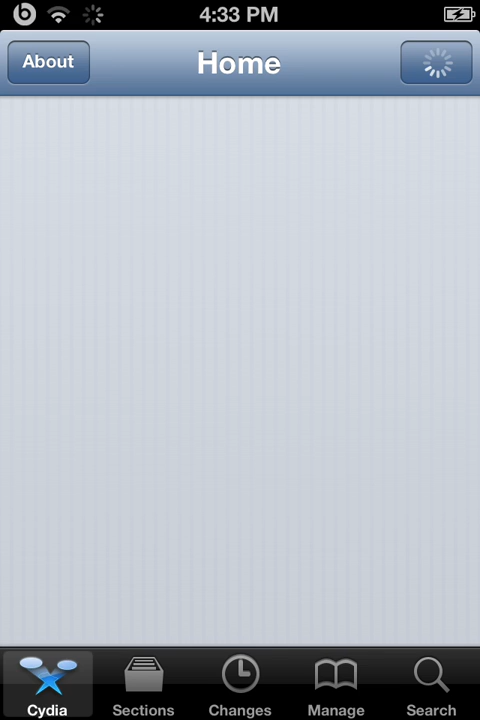 4:33 PM
About
Home
Cydia
Sections
Changes
Manage
Search